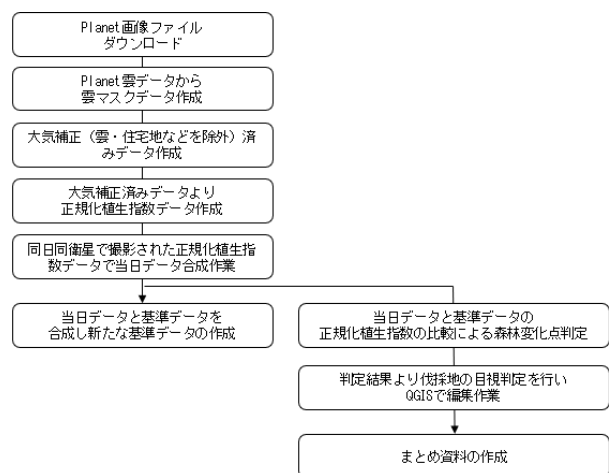 Planet画像ファイル
ダウンロード
Planet雲データから
雲マスクデータ作成
大気補正（雲・住宅地などを除外）済
みデータ作成
大気補正済みデータより
正規化植生指数データ作成
同日同衛星で撮影された正規化植生指
数データで当日データ合成作業
当日データと基準データを
合成し新たな基準データの作成
当日データと基準データの
正規化植生指数の比較による森林変化点判定
判定結果より伐採地の目視判定を行い
QGISで編集作業
まとめ資料の作成